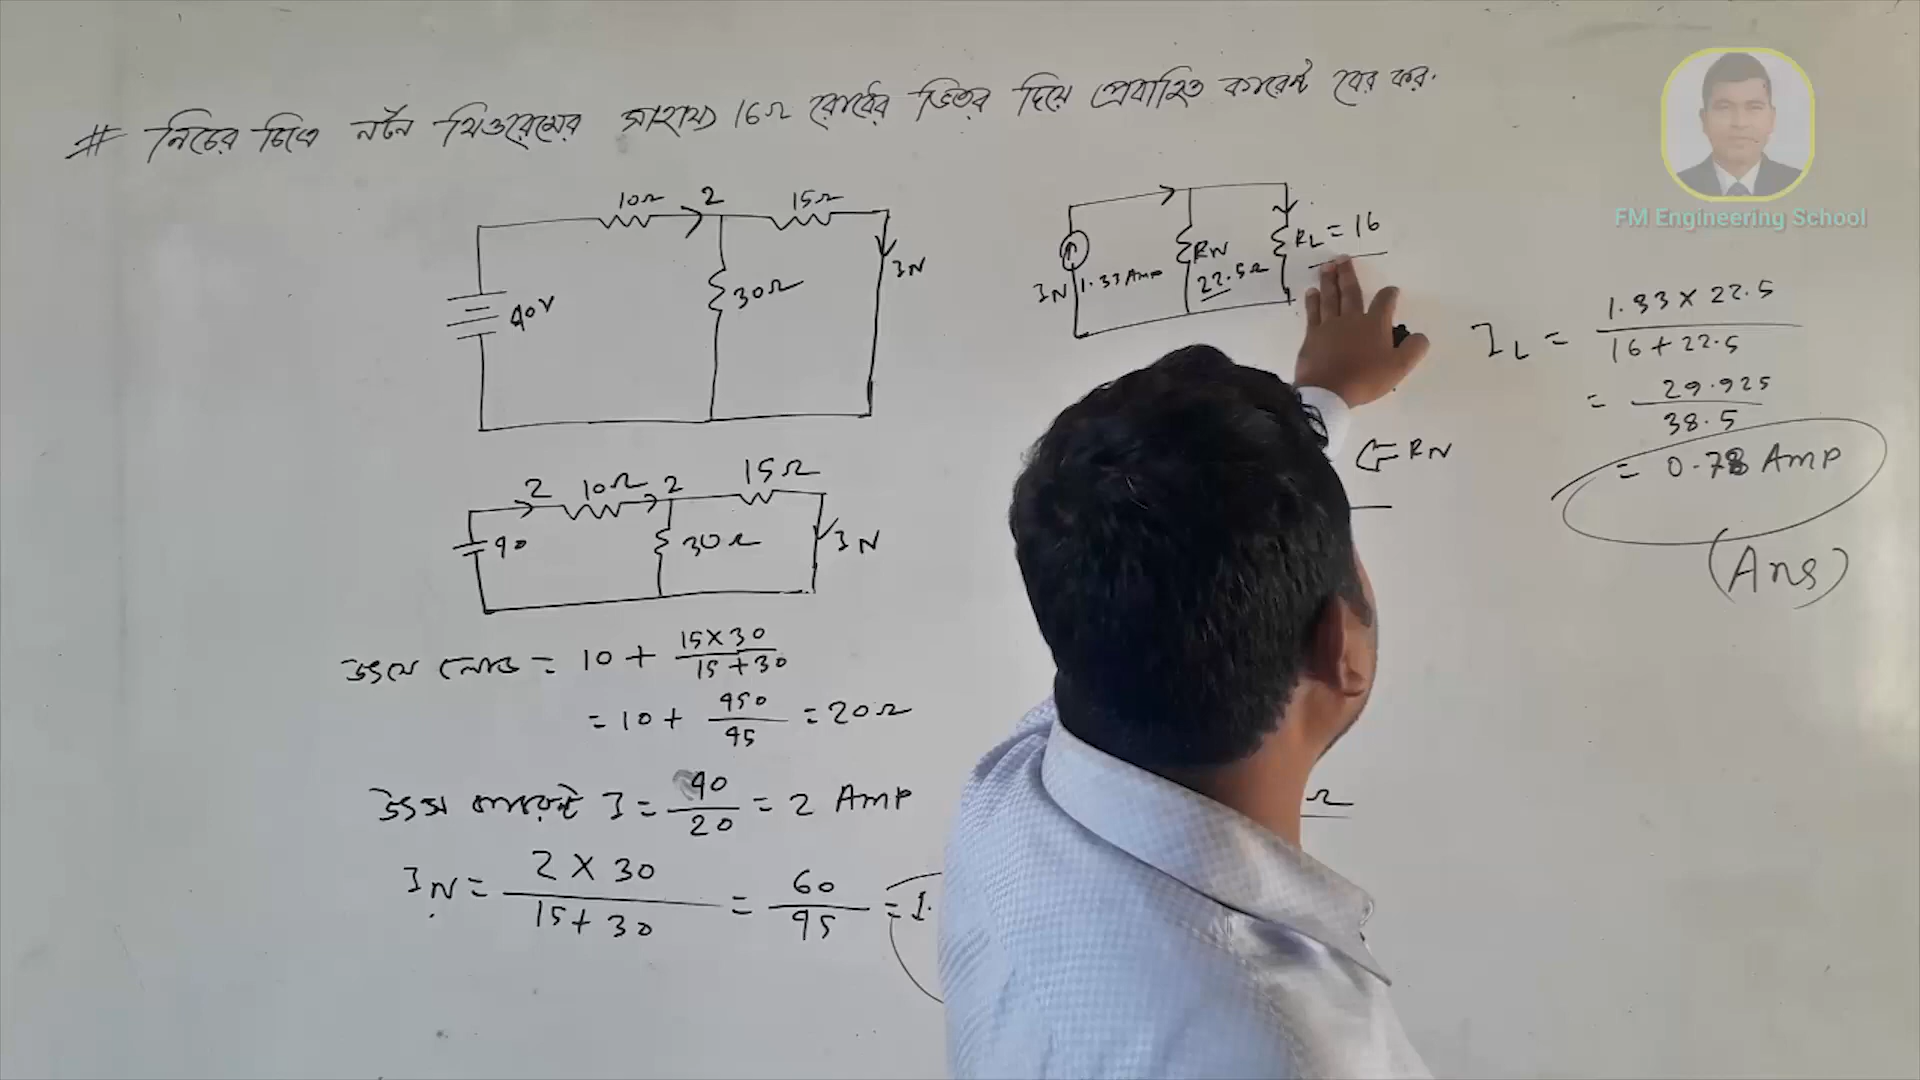 # নিচের চিত্রে নর্টন থিওরেমের সাহায্যে 16Ω রোধের ভিতর দিয়ে প্রবাহিত কারেন্ট বের কর.
FM Engineering School
10Ω 2 15Ω
40V 30Ω IN
2 10Ω 2 15Ω
40 30Ω IN
উৎসে লোড = 10 + 15×30 / 15+30
= 10 + 450 / 45 = 20Ω
উৎস কারেন্ট I = 40 / 20 = 2 Amp
IN = 2 × 30 / 15 + 30 = 60 / 45 = 1.
IN 1.33 Amp RN 22.5Ω RL = 16
⇐ RN
Ω
IL = 1.33 × 22.5 / 16 + 22.5
= 29.925 / 38.5
= 0.78 Amp
(Ans)